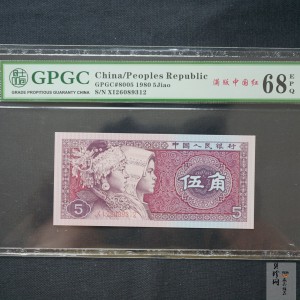 GPGC
GRADE PROPITIOUS GUARANTY CHINA
China/Peoples Republic
GPGC#8005 1980 5Jiao
S/N XI26089312
满版中国红
68 EPQ
中国人民银行
伍角
5
5